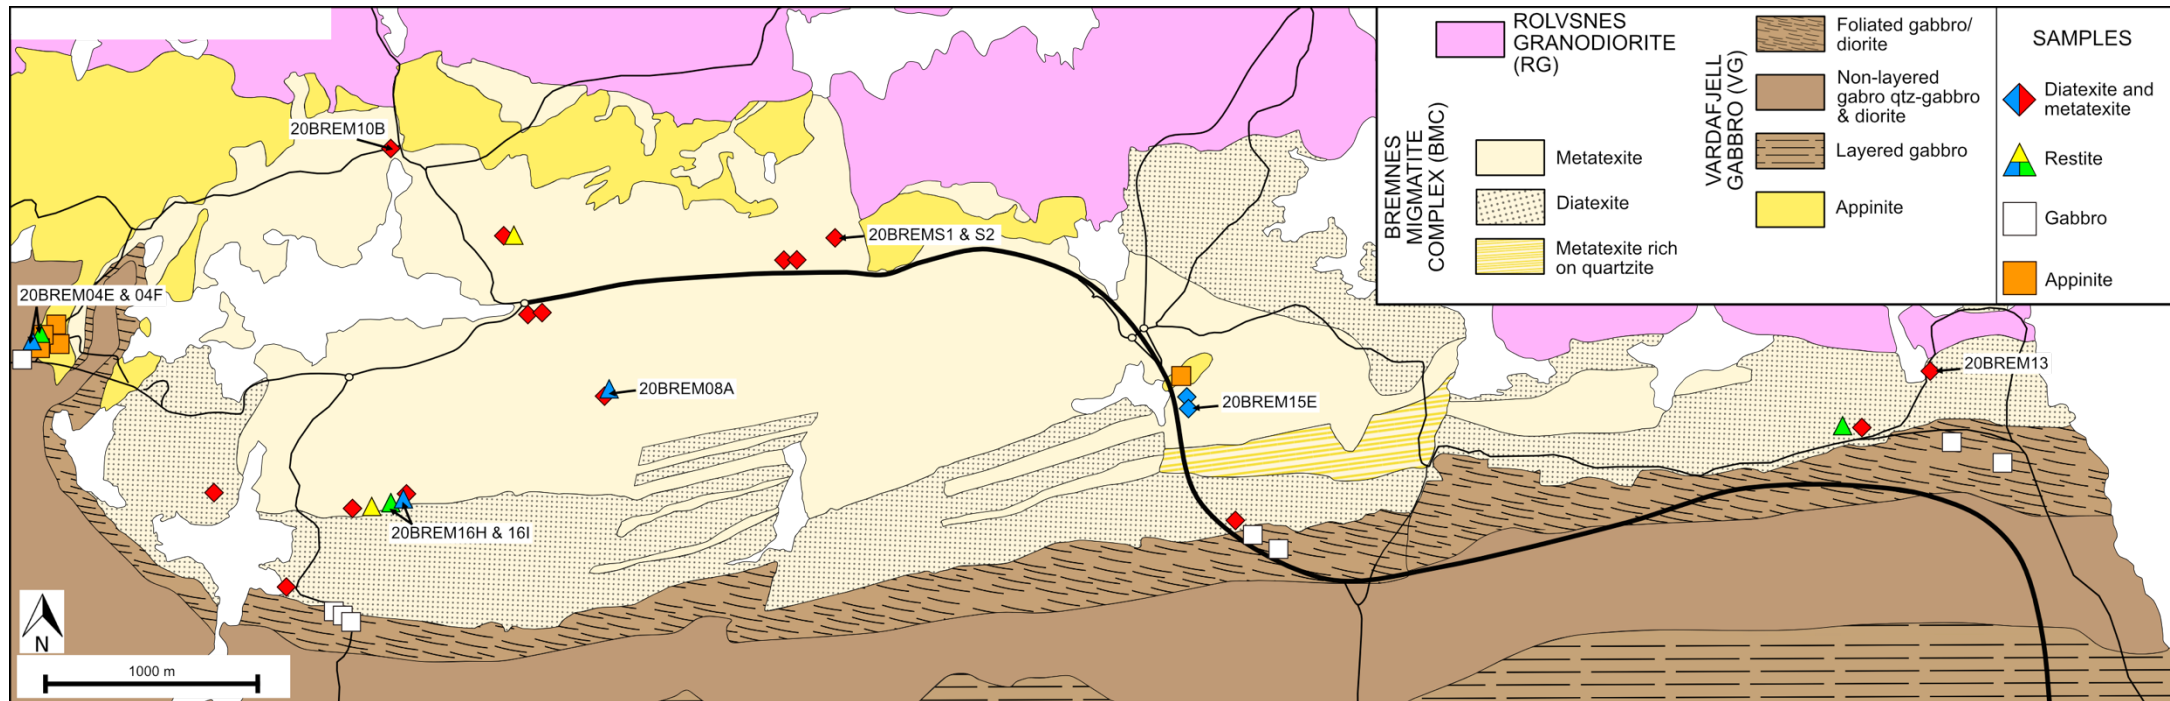 20BREM10B
20BREMS1 & S2
20BREM04E & 04F
20BREM08A
20BREM15E
20BREM13
20BREM16H & 16I
N
1000 m
ROLVSNES
GRANODIORITE
(RG)
BREMNES
MIGMATITE
COMPLEX (BMC)
Metatexite
Diatexite
Metatexite rich
on quartzite
VARDAFJELL
GABBRO (VG)
Foliated gabbro/
diorite
Non-layered
gabro qtz-gabbro
& diorite
Layered gabbro
Appinite
SAMPLES
Diatexite and
metatexite
Restite
Gabbro
Appinite